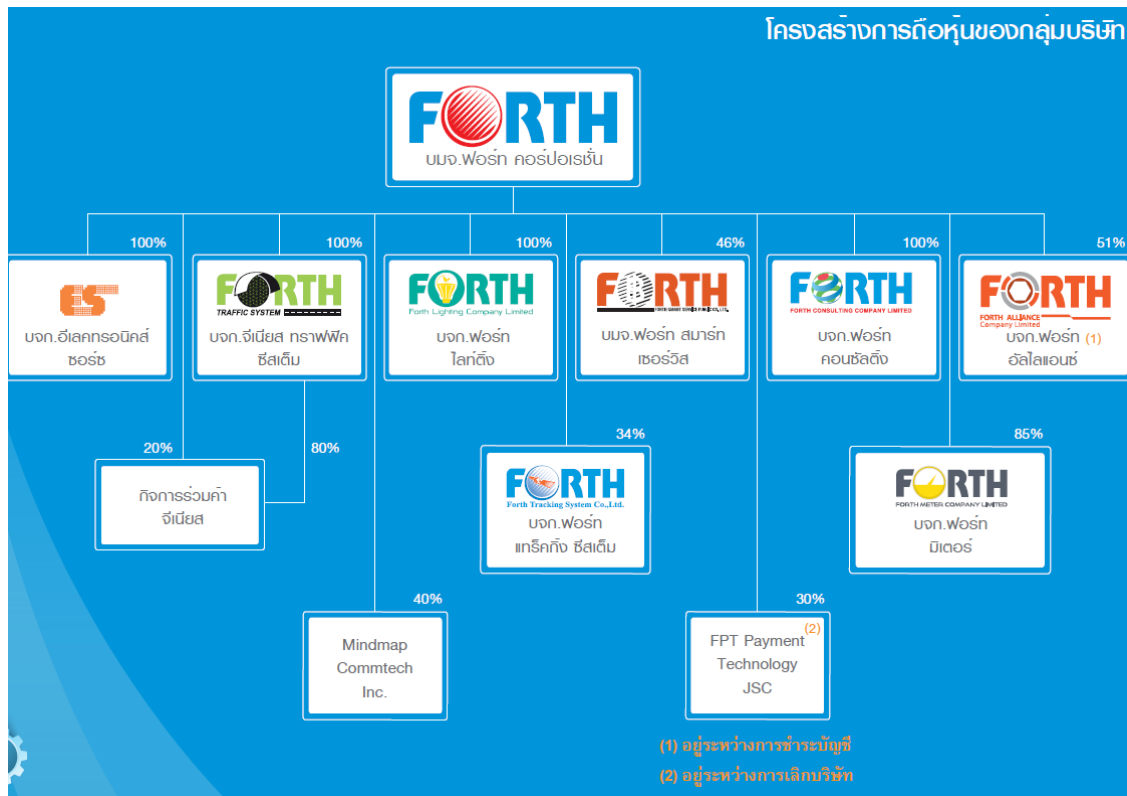 โครงสร้างการถือหุ้นของกลุ่มบริษัท
FORTH
บมจ.ฟอร์ท คอร์ปอเรชั่น
100%
100%
100%
46%
100%
51%
ES
บจก.อีเลคทรอนิคส์
ซอร์ซ
FORTH
TRAFFIC SYSTEM
บจก.จีเนียส ทราฟฟิค
ซีสเต็ม
FORTH
Forth Lighting Company Limited
บจก.ฟอร์ท
ไลท์ติ้ง
FORTH
บมจ.ฟอร์ท สมาร์ท
เซอร์วิส
FORTH
FORTH CONSULTING COMPANY LIMITED
บจก.ฟอร์ท
คอนซัลติ้ง
FORTH
FORTH ALLIANCE
Company Limited
บจก.ฟอร์ท (1)
อัลไลแอนซ์
20%
80%
34%
85%
กิจการร่วมค้า
จีเนียส
FORTH
Forth Tracking System Co.,Ltd.
บจก.ฟอร์ท
แทร็คกิ้ง ซีสเต็ม
FORTH
FORTH METER COMPANY LIMITED
บจก.ฟอร์ท
มิเตอร์
40%
30%
Mindmap
Commtech
Inc.
(2)
FPT Payment
Technology
JSC
(1) อยู่ระหว่างการชำระบัญชี
(2) อยู่ระหว่างการเลิกบริษัท